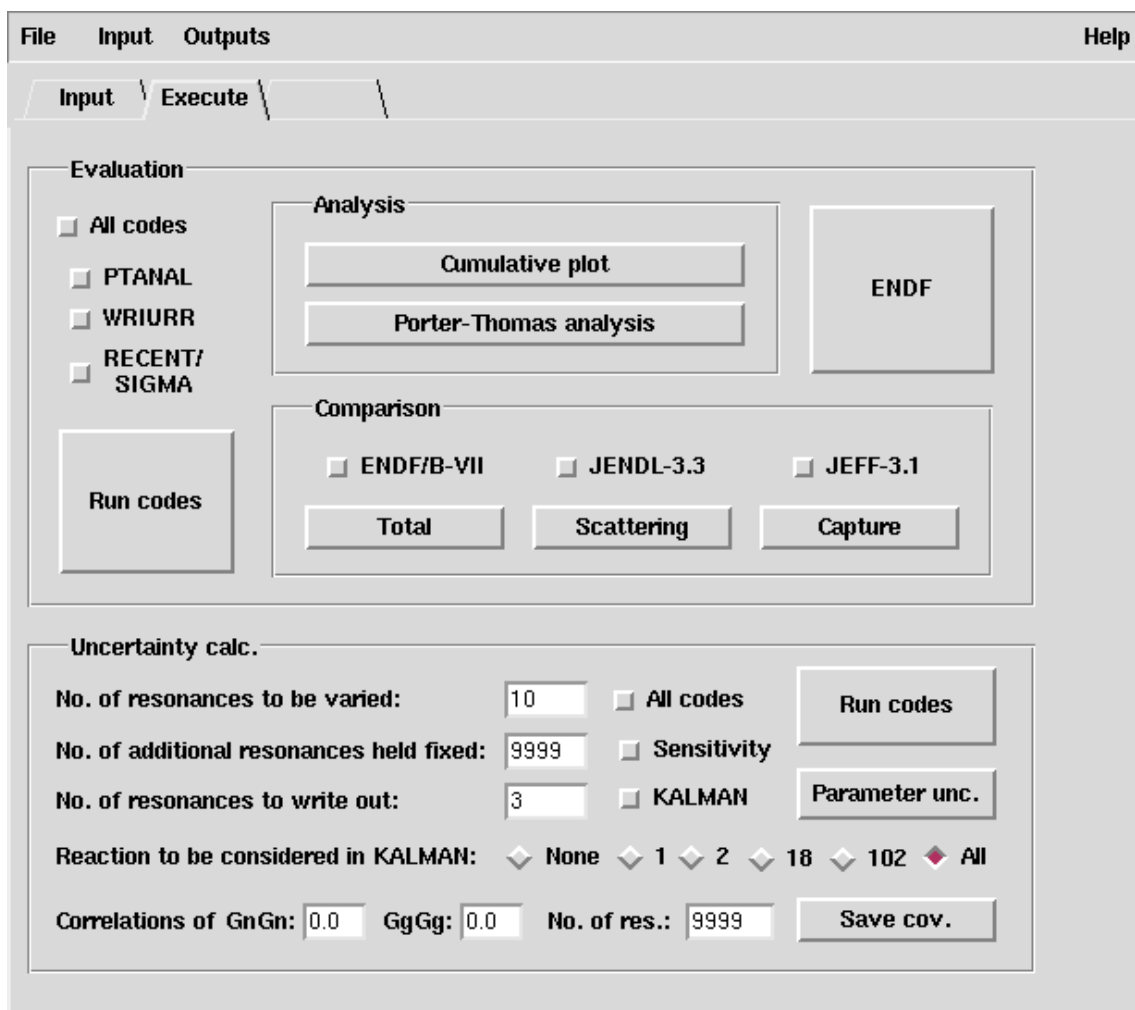 File Input Outputs Help
Input Execute
Evaluation
All codes
PTANAL
WRIURR
RECENT/
SIGMA
Run codes
Analysis
Cumulative plot
Porter-Thomas analysis
ENDF
Comparison
ENDF/B-VII JENDL-3.3 JEFF-3.1
Total Scattering Capture
Uncertainty calc.
No. of resonances to be varied: 10 All codes Run codes
No. of additional resonances held fixed: 9999 Sensitivity
No. of resonances to write out: 3 KALMAN Parameter unc.
Reaction to be considered in KALMAN: None 1 2 18 102 All
Correlations of GnGn: 0.0 GgGg: 0.0 No. of res.: 9999 Save cov.